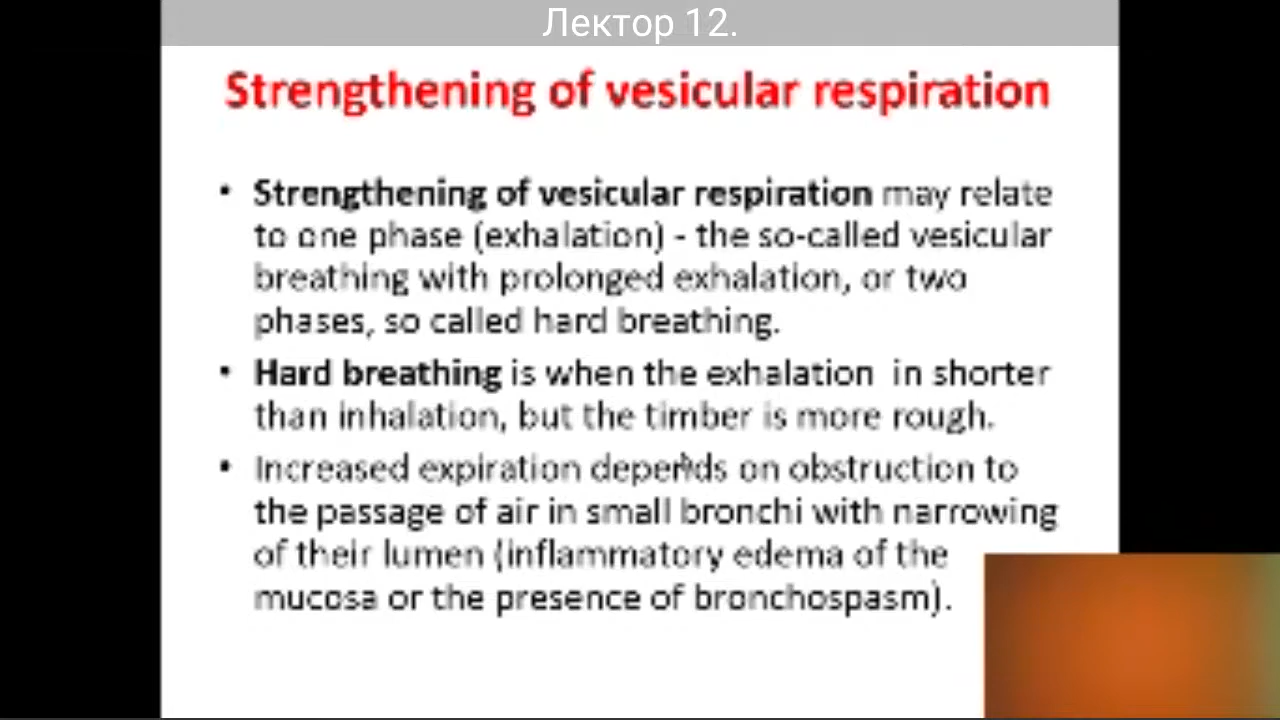 Лектор 12.
Strengthening of vesicular respiration
• Strengthening of vesicular respiration may relate
to one phase (exhalation) - the so-called vesicular
breathing with prolonged exhalation, or two
phases, so called hard breathing.
• Hard breathing is when the exhalation in shorter
than inhalation, but the timber is more rough.
• Increased expiration depends on obstruction to
the passage of air in small bronchi with narrowing
of their lumen (inflammatory edema of the
mucosa or the presence of bronchospasm).